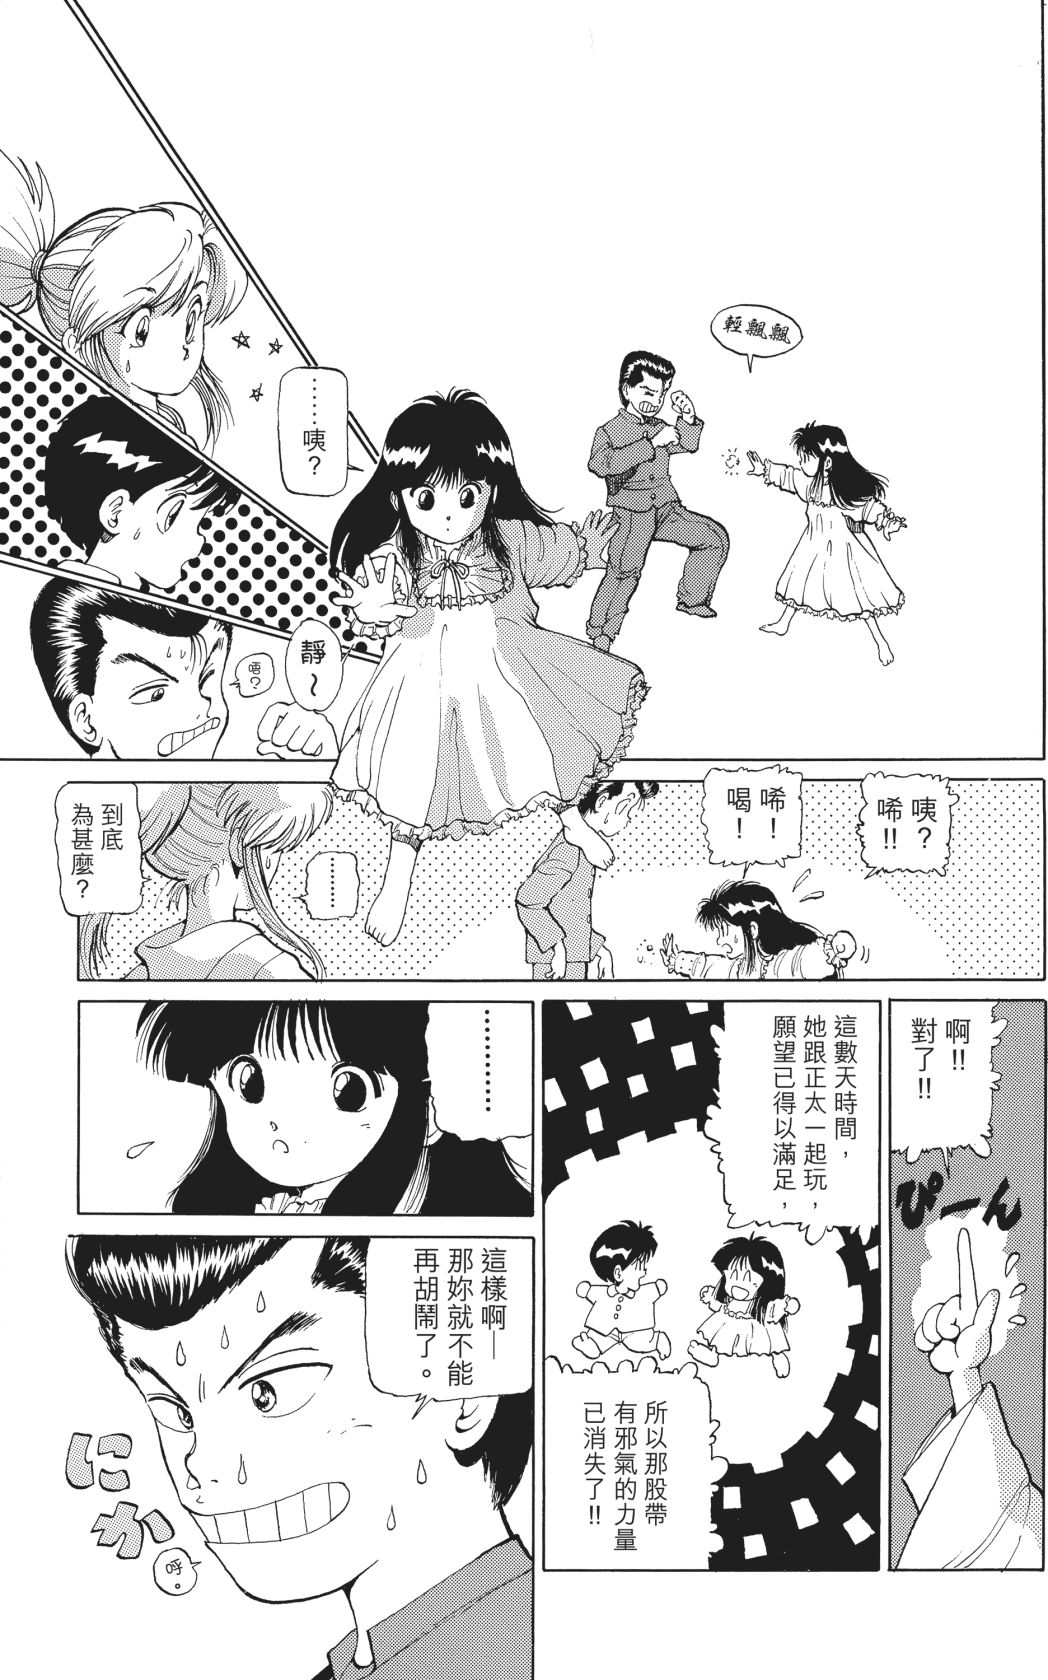 輕飄飄
……
咦？
靜～
唔？
咦？
唏!!
唏！
喝！
………
到底
為甚麼？
啊!!
對了!!
ぴーん
這數天時間，
她跟正太一起玩，
願望已得以滿足，
所以那股帶
有邪氣的力量
已消失了!!
………
這樣啊—
那妳就不能
再胡鬧了。
にかっ
呼。